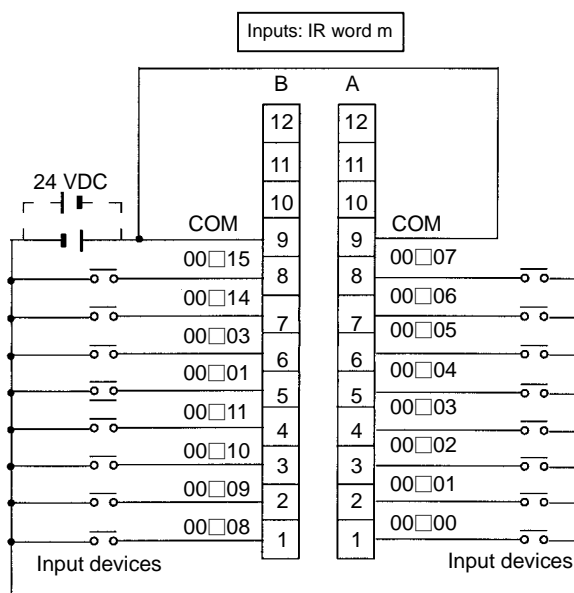 Inputs: IR word m
B A
12 12
11 11
24 VDC
10 10
COM 9 9 COM
00□15 8 8 00□07
00□14 7 7 00□06
00□03 6 6 00□05
00□01 5 5 00□04
00□11 4 4 00□03
00□10 3 3 00□02
00□09 2 2 00□01
00□08 1 1 00□00
Input devices Input devices